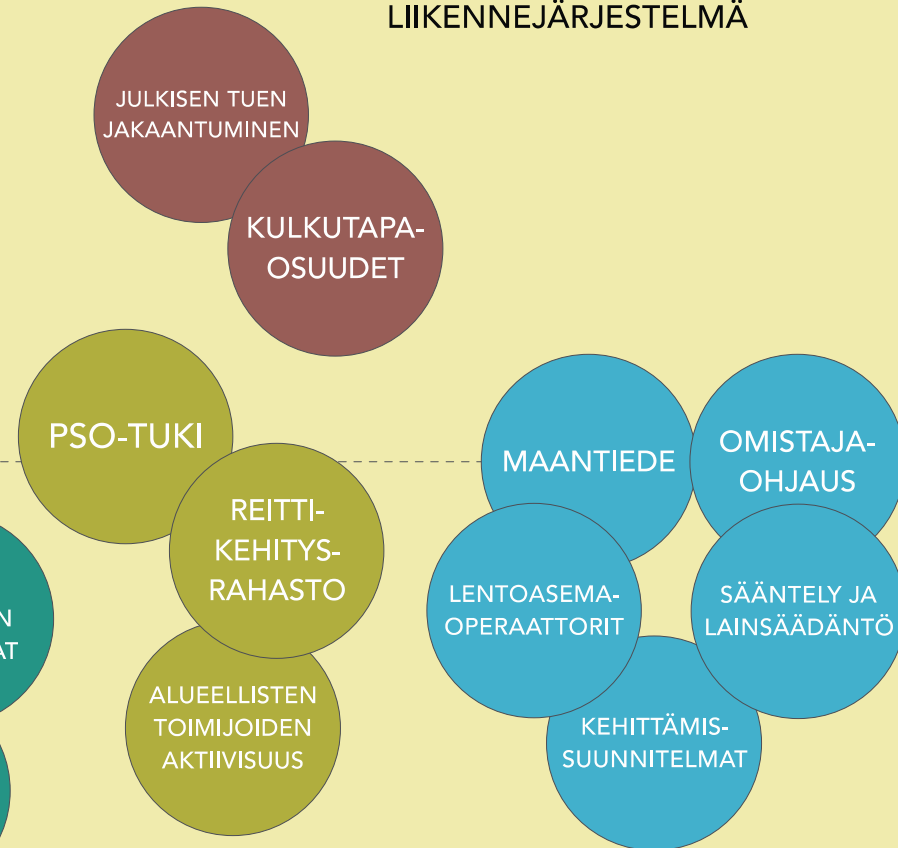 LIIKENNEJÄRJESTELMÄ
JULKISEN TUEN
JAKAANTUMINEN
KULKUTAPA-
OSUUDET
PSO-TUKI
REITTI-
KEHITYS-
RAHASTO
ALUEELLISTEN
TOIMIJOIDEN
AKTIIVISUUS
MAANTIEDE
OMISTAJA-
OHJAUS
LENTOASEMA-
OPERAATTORIT
SÄÄNTELY JA
LAINSÄÄDÄNTÖ
KEHITTÄMIS-
SUUNNITELMAT